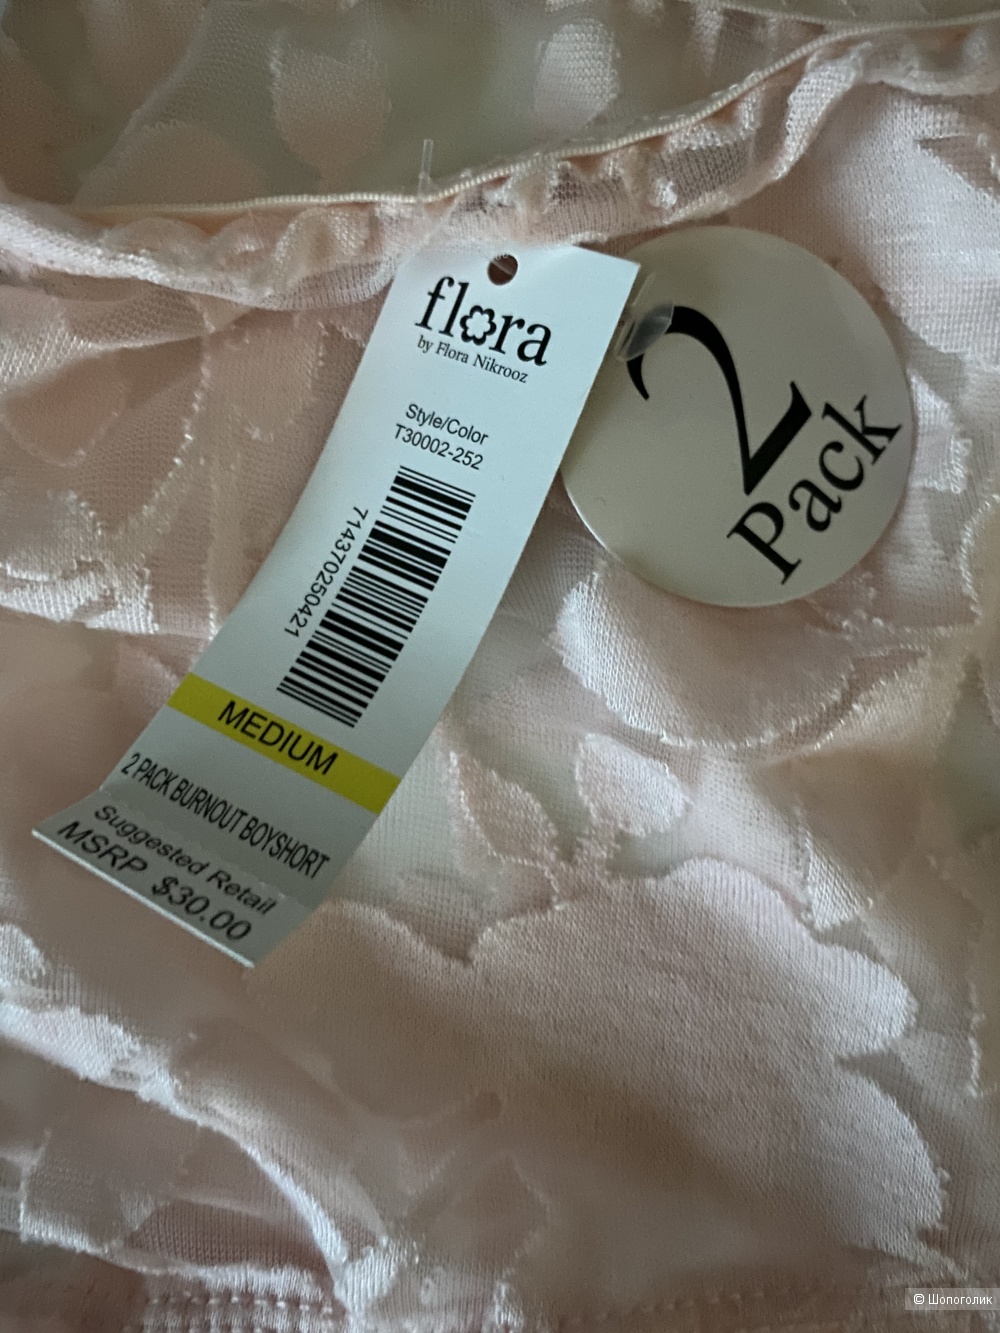 flora
by Flora Nikrooz
Style/Color
T30002-252
714370250421
MEDIUM
2 PACK BURNOUT BOYSHORT
Suggested Retail
MSRP $30.00
2
Pack
© Шопоголик